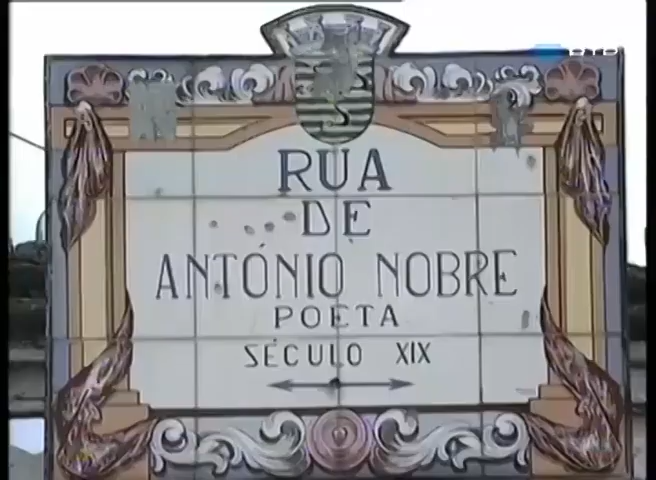 RUA
DE
ANTÓNIO NOBRE
POETA
SÉCULO XIX